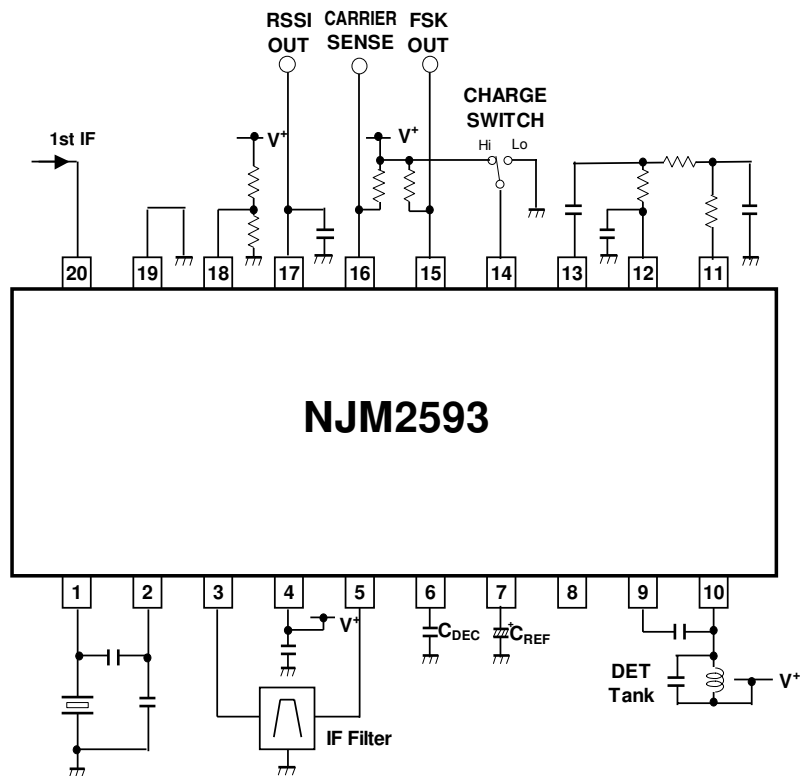 RSSI OUT
CARRIER SENSE
FSK OUT
CHARGE SWITCH
Hi
Lo
1st IF
V+
V+
20
19
18
17
16
15
14
13
12
11
NJM2593
1
2
3
4
5
6
7
8
9
10
V+
CDEC
+
CREF
IF Filter
DET Tank
V+